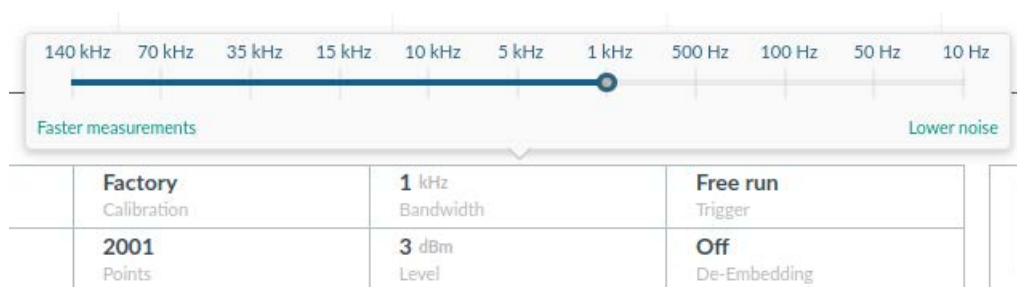 140 kHz 70 kHz 35 kHz 15 kHz 10 kHz 5 kHz 1 kHz 500 Hz 100 Hz 50 Hz 10 Hz
Faster measurements Lower noise
Factory 1 kHz Free run
Calibration Bandwidth Trigger
2001 3 dBm Off
Points Level De-Embedding